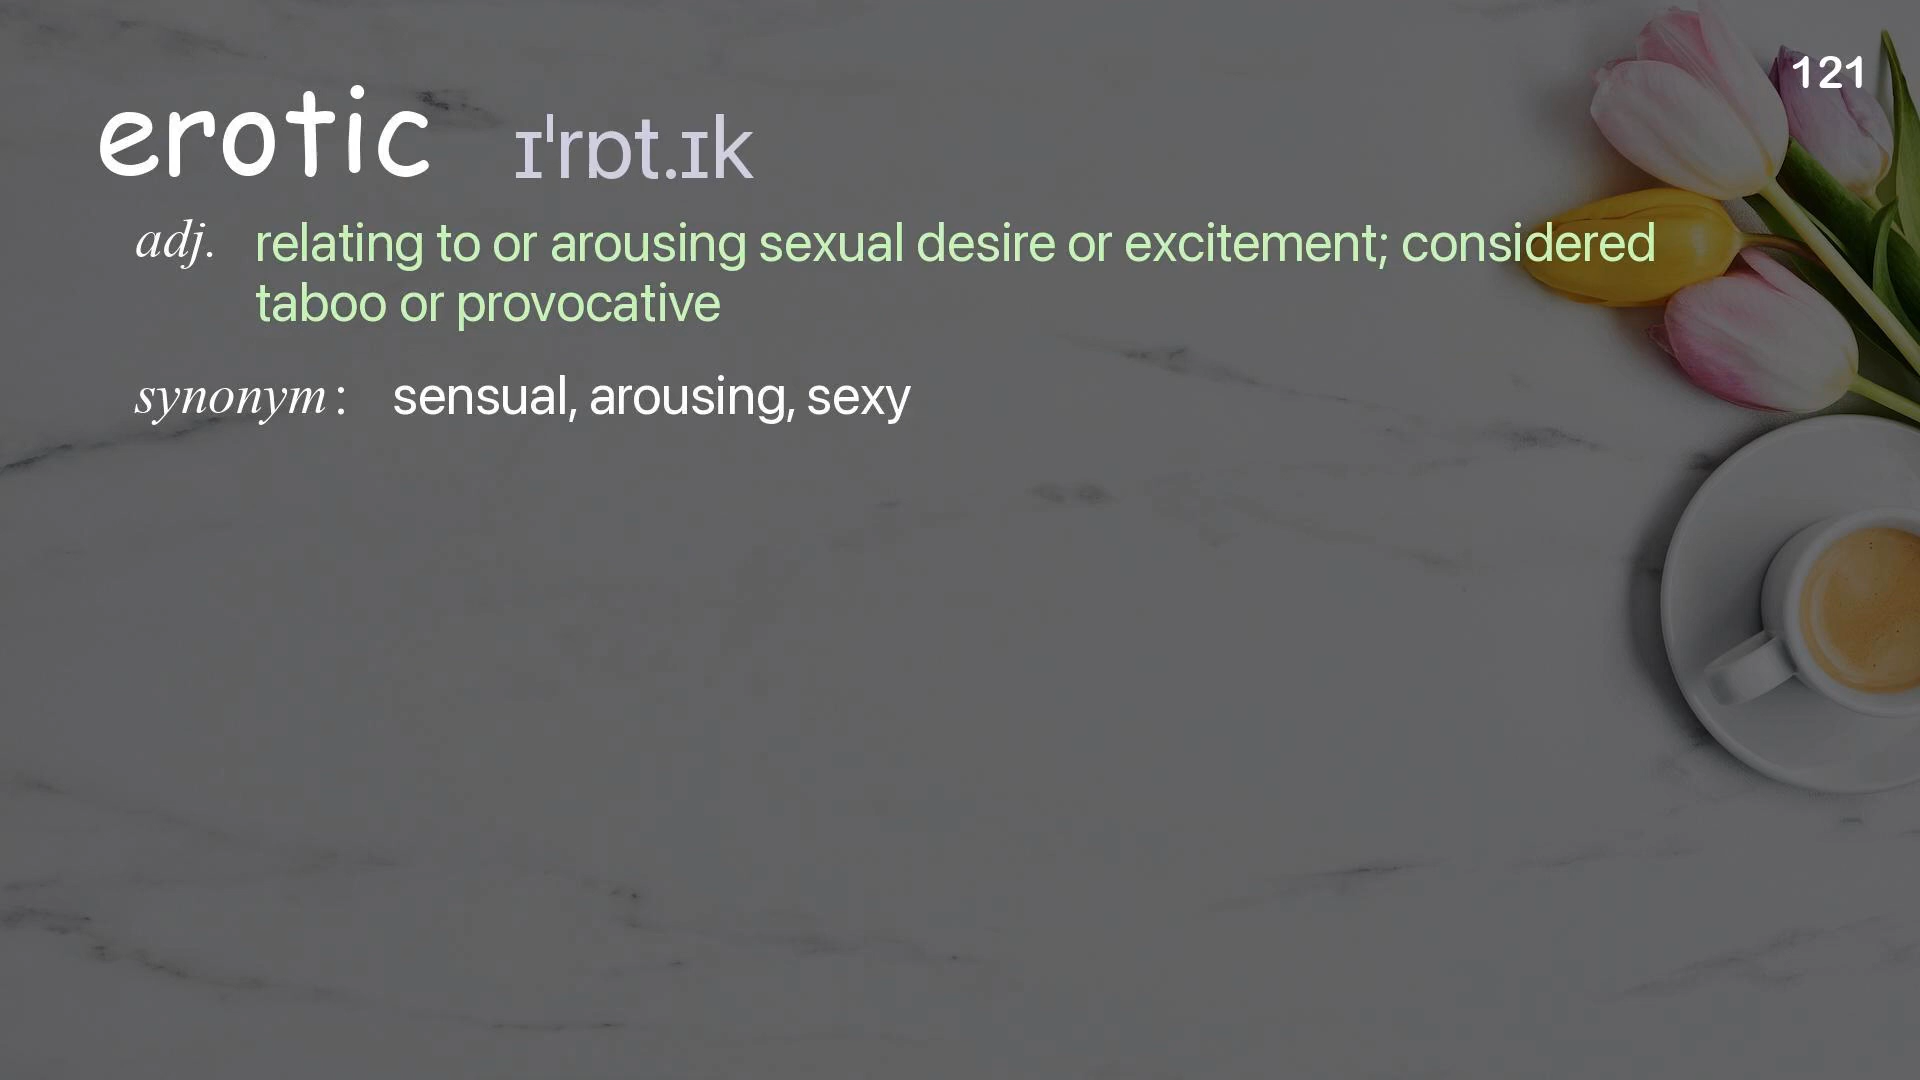 121
erotic ɪˈrɒt.ɪk
adj. relating to or arousing sexual desire or excitement; considered
taboo or provocative
synonym : sensual, arousing, sexy